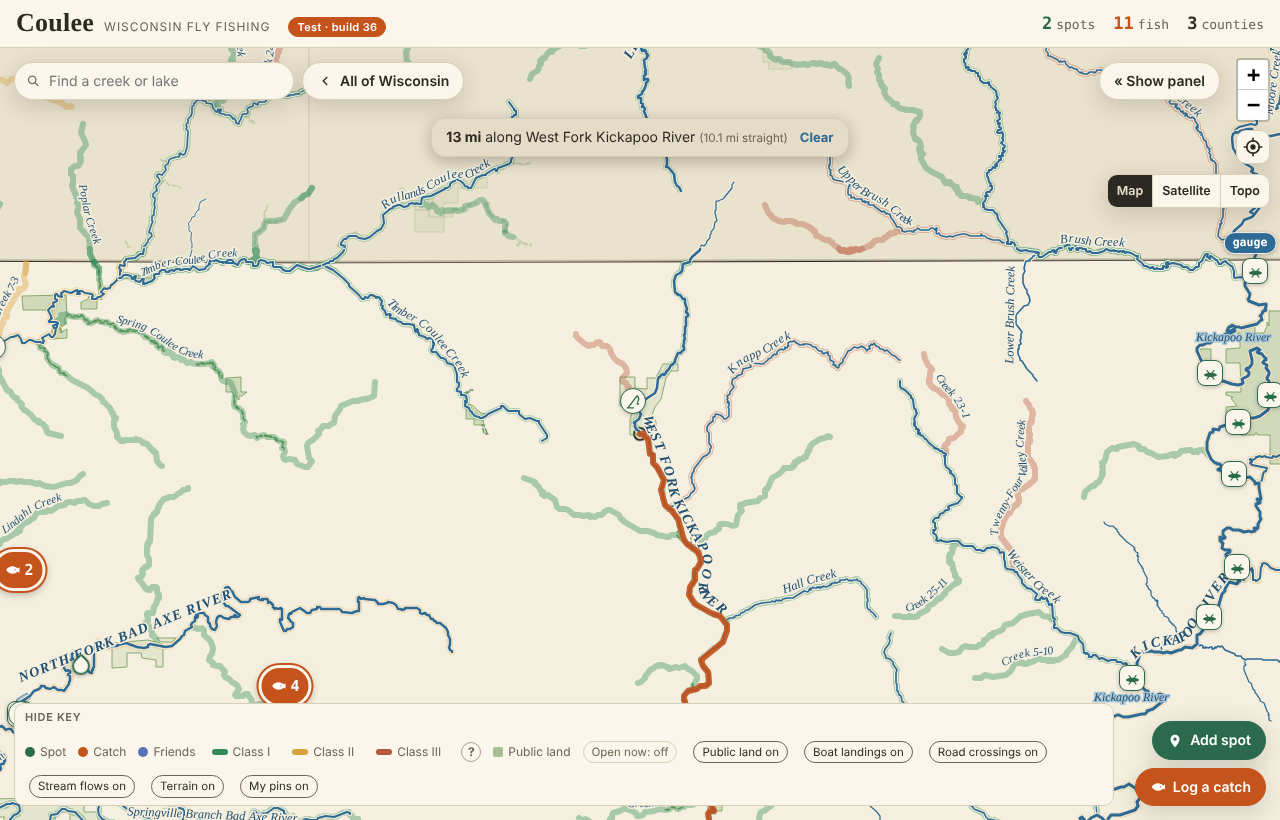 Coulee WISCONSIN FLY FISHING Test · build 36
2 spots 11 fish 3 counties
Find a creek or lake
All of Wisconsin
« Show panel
+
−
Moore Creek
13 mi along West Fork Kickapoo River (10.1 mi straight) Clear
Map Satellite Topo
gauge
Rullands Coulee Creek
Upper Brush Creek
Poplar Creek
Timber Coulee Creek
Brush Creek
Lower Brush Creek
Kickapoo River
Spring Coulee Creek
Timber Coulee Creek
Knapp Creek
Creek 23-1
Twenty-Four Valley Creek
WEST FORK KICKAPOO RIVER
Lindahl Creek
2
Hall Creek
Creek 25-11
Weister Creek
NORTH FORK BAD AXE RIVER
Creek 5-10
KICKAPOO RIVER
4
Kickapoo River
HIDE KEY
Spot Catch Friends Class I Class II Class III ? Public land Open now: off Public land on Boat landings on Road crossings on
Stream flows on Terrain on My pins on
Add spot
Log a catch
Springville Branch Bad Axe River